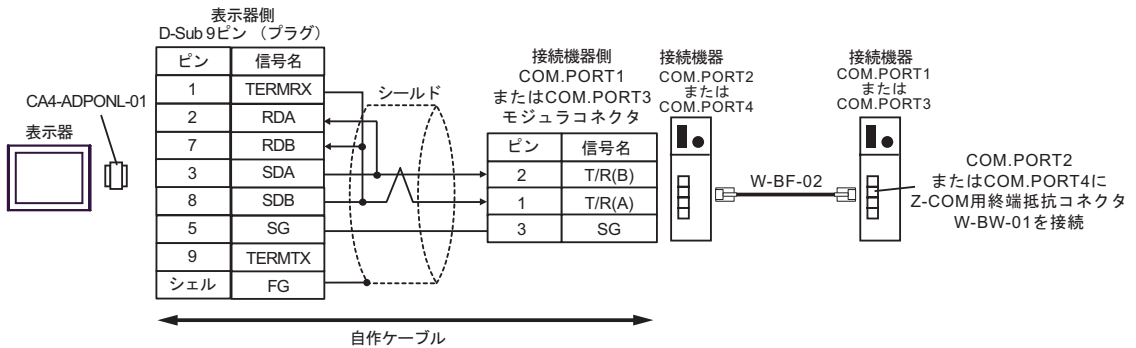 表示器側
D-Sub 9ピン （プラグ）
ピン 信号名
1 TERMRX
2 RDA
7 RDB
3 SDA
8 SDB
5 SG
9 TERMTX
シェル FG
CA4-ADPONL-01
表示器
シールド
接続機器側
COM.PORT1
またはCOM.PORT3
モジュラコネクタ
ピン 信号名
2 T/R(B)
1 T/R(A)
3 SG
接続機器
COM.PORT2
または
COM.PORT4
W-BF-02
接続機器
COM.PORT1
または
COM.PORT3
COM.PORT2
またはCOM.PORT4に
Z-COM用終端抵抗コネクタ
W-BW-01を接続
自作ケーブル